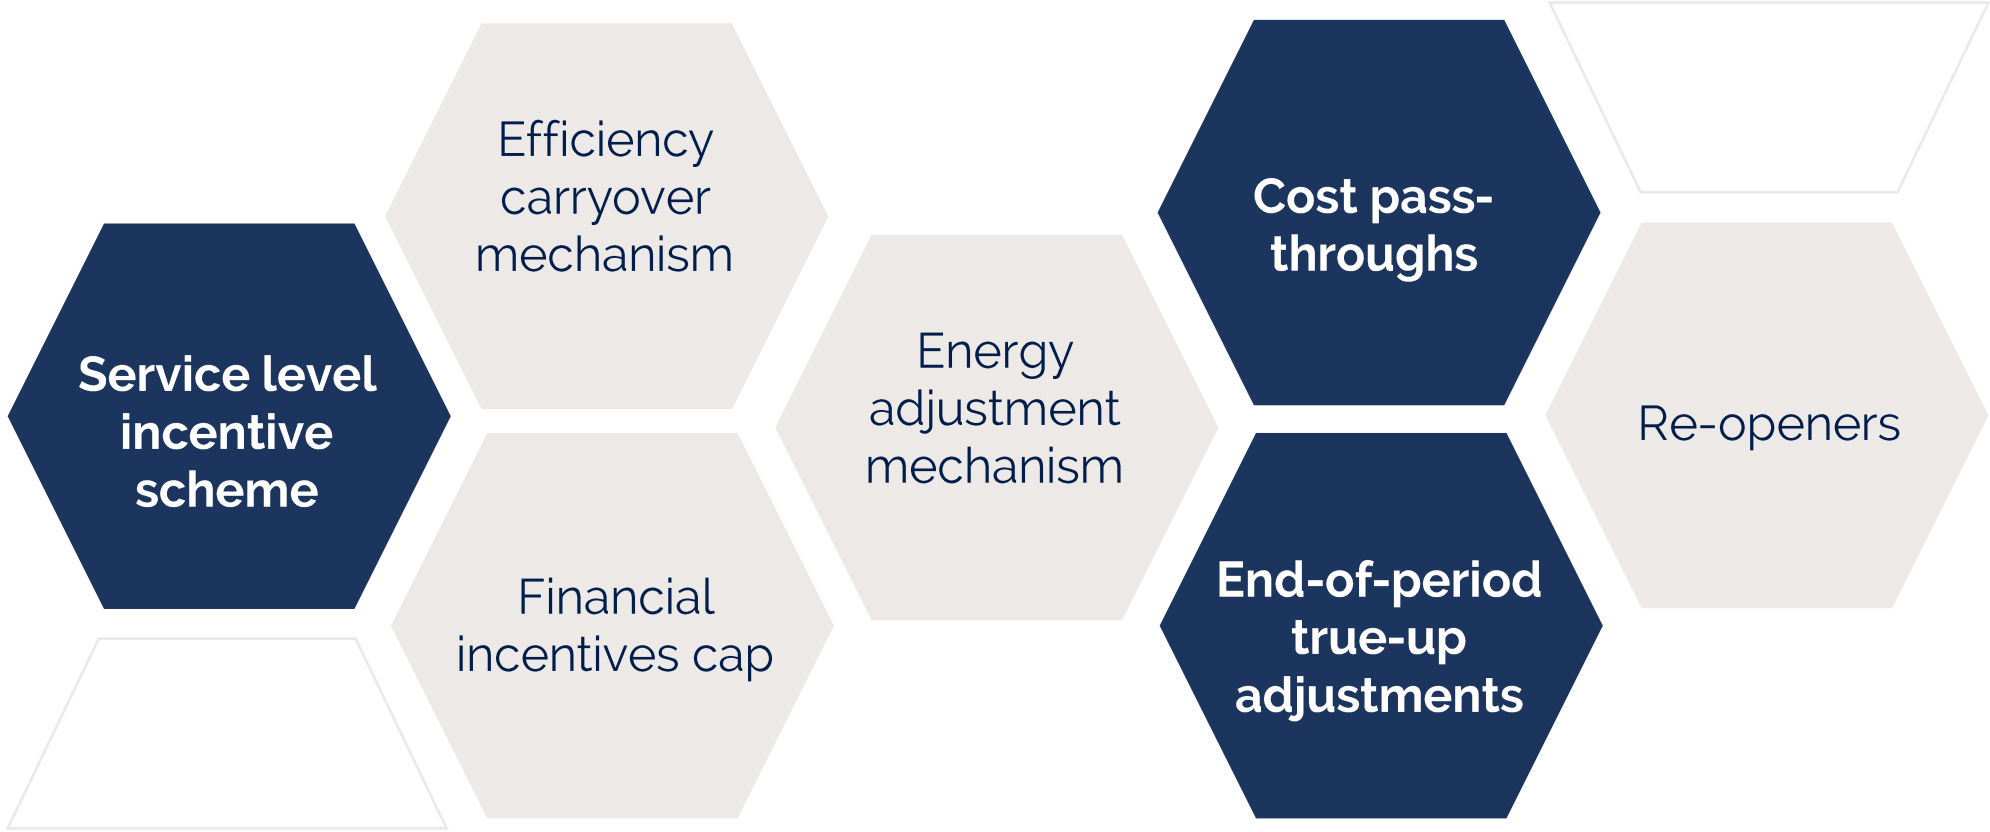 Efficiency
carryover
mechanism
Service level
incentive
scheme
Financial
incentives cap
Energy
adjustment
mechanism
Cost pass-
throughs
End-of-period
true-up
adjustments
Re-openers